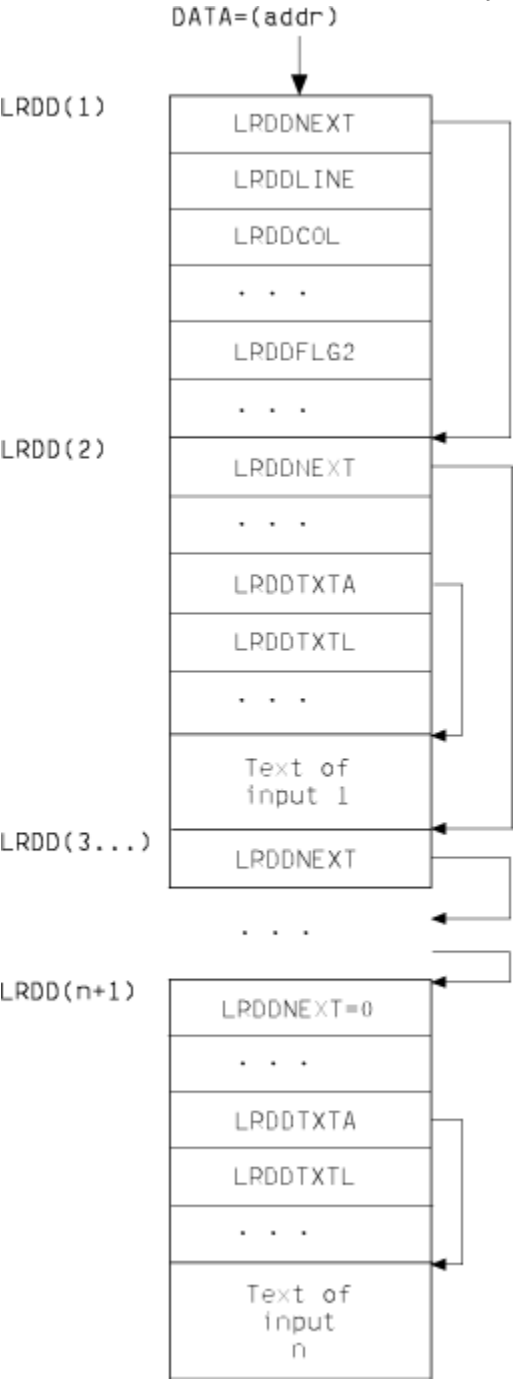 DATA=(addr)
LRDD(1)
LRDDNEXT
LRDDLINE
LRDDCOL
. . .
LRDDFLG2
. . .
LRDD(2)
LRDDNEXT
. . .
LRDDTXTA
LRDDTXTL
. . .
Text of
input 1
LRDD(3...)
LRDDNEXT
. . .
LRDD(n+1)
LRDDNEXT=0
. . .
LRDDTXTA
LRDDTXTL
. . .
Text of
input
n